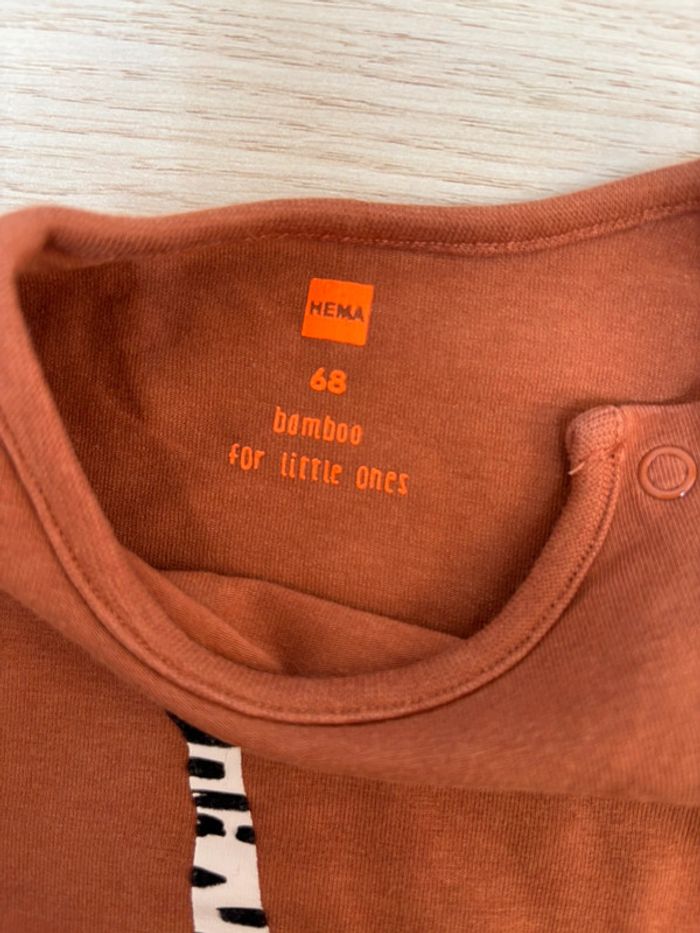 HEMA
68
bamboo
for little ones